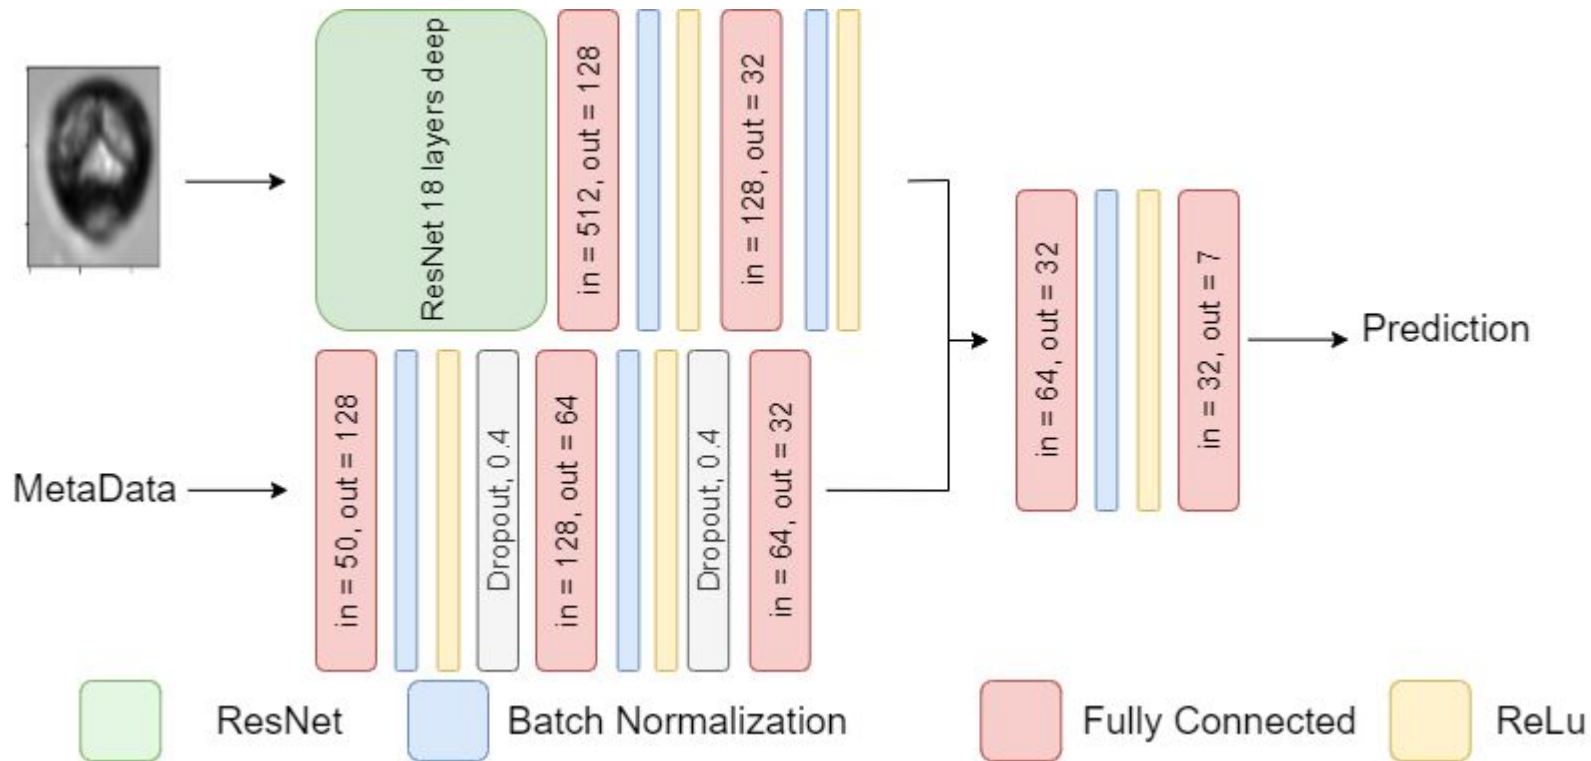 ResNet 18 layers deep
in = 512, out = 128
in = 128, out = 32
MetaData
in = 50, out = 128
Dropout, 0.4
in = 128, out = 64
Dropout, 0.4
in = 64, out = 32
in = 64, out = 32
in = 32, out = 7
Prediction
ResNet
Batch Normalization
Fully Connected
ReLu